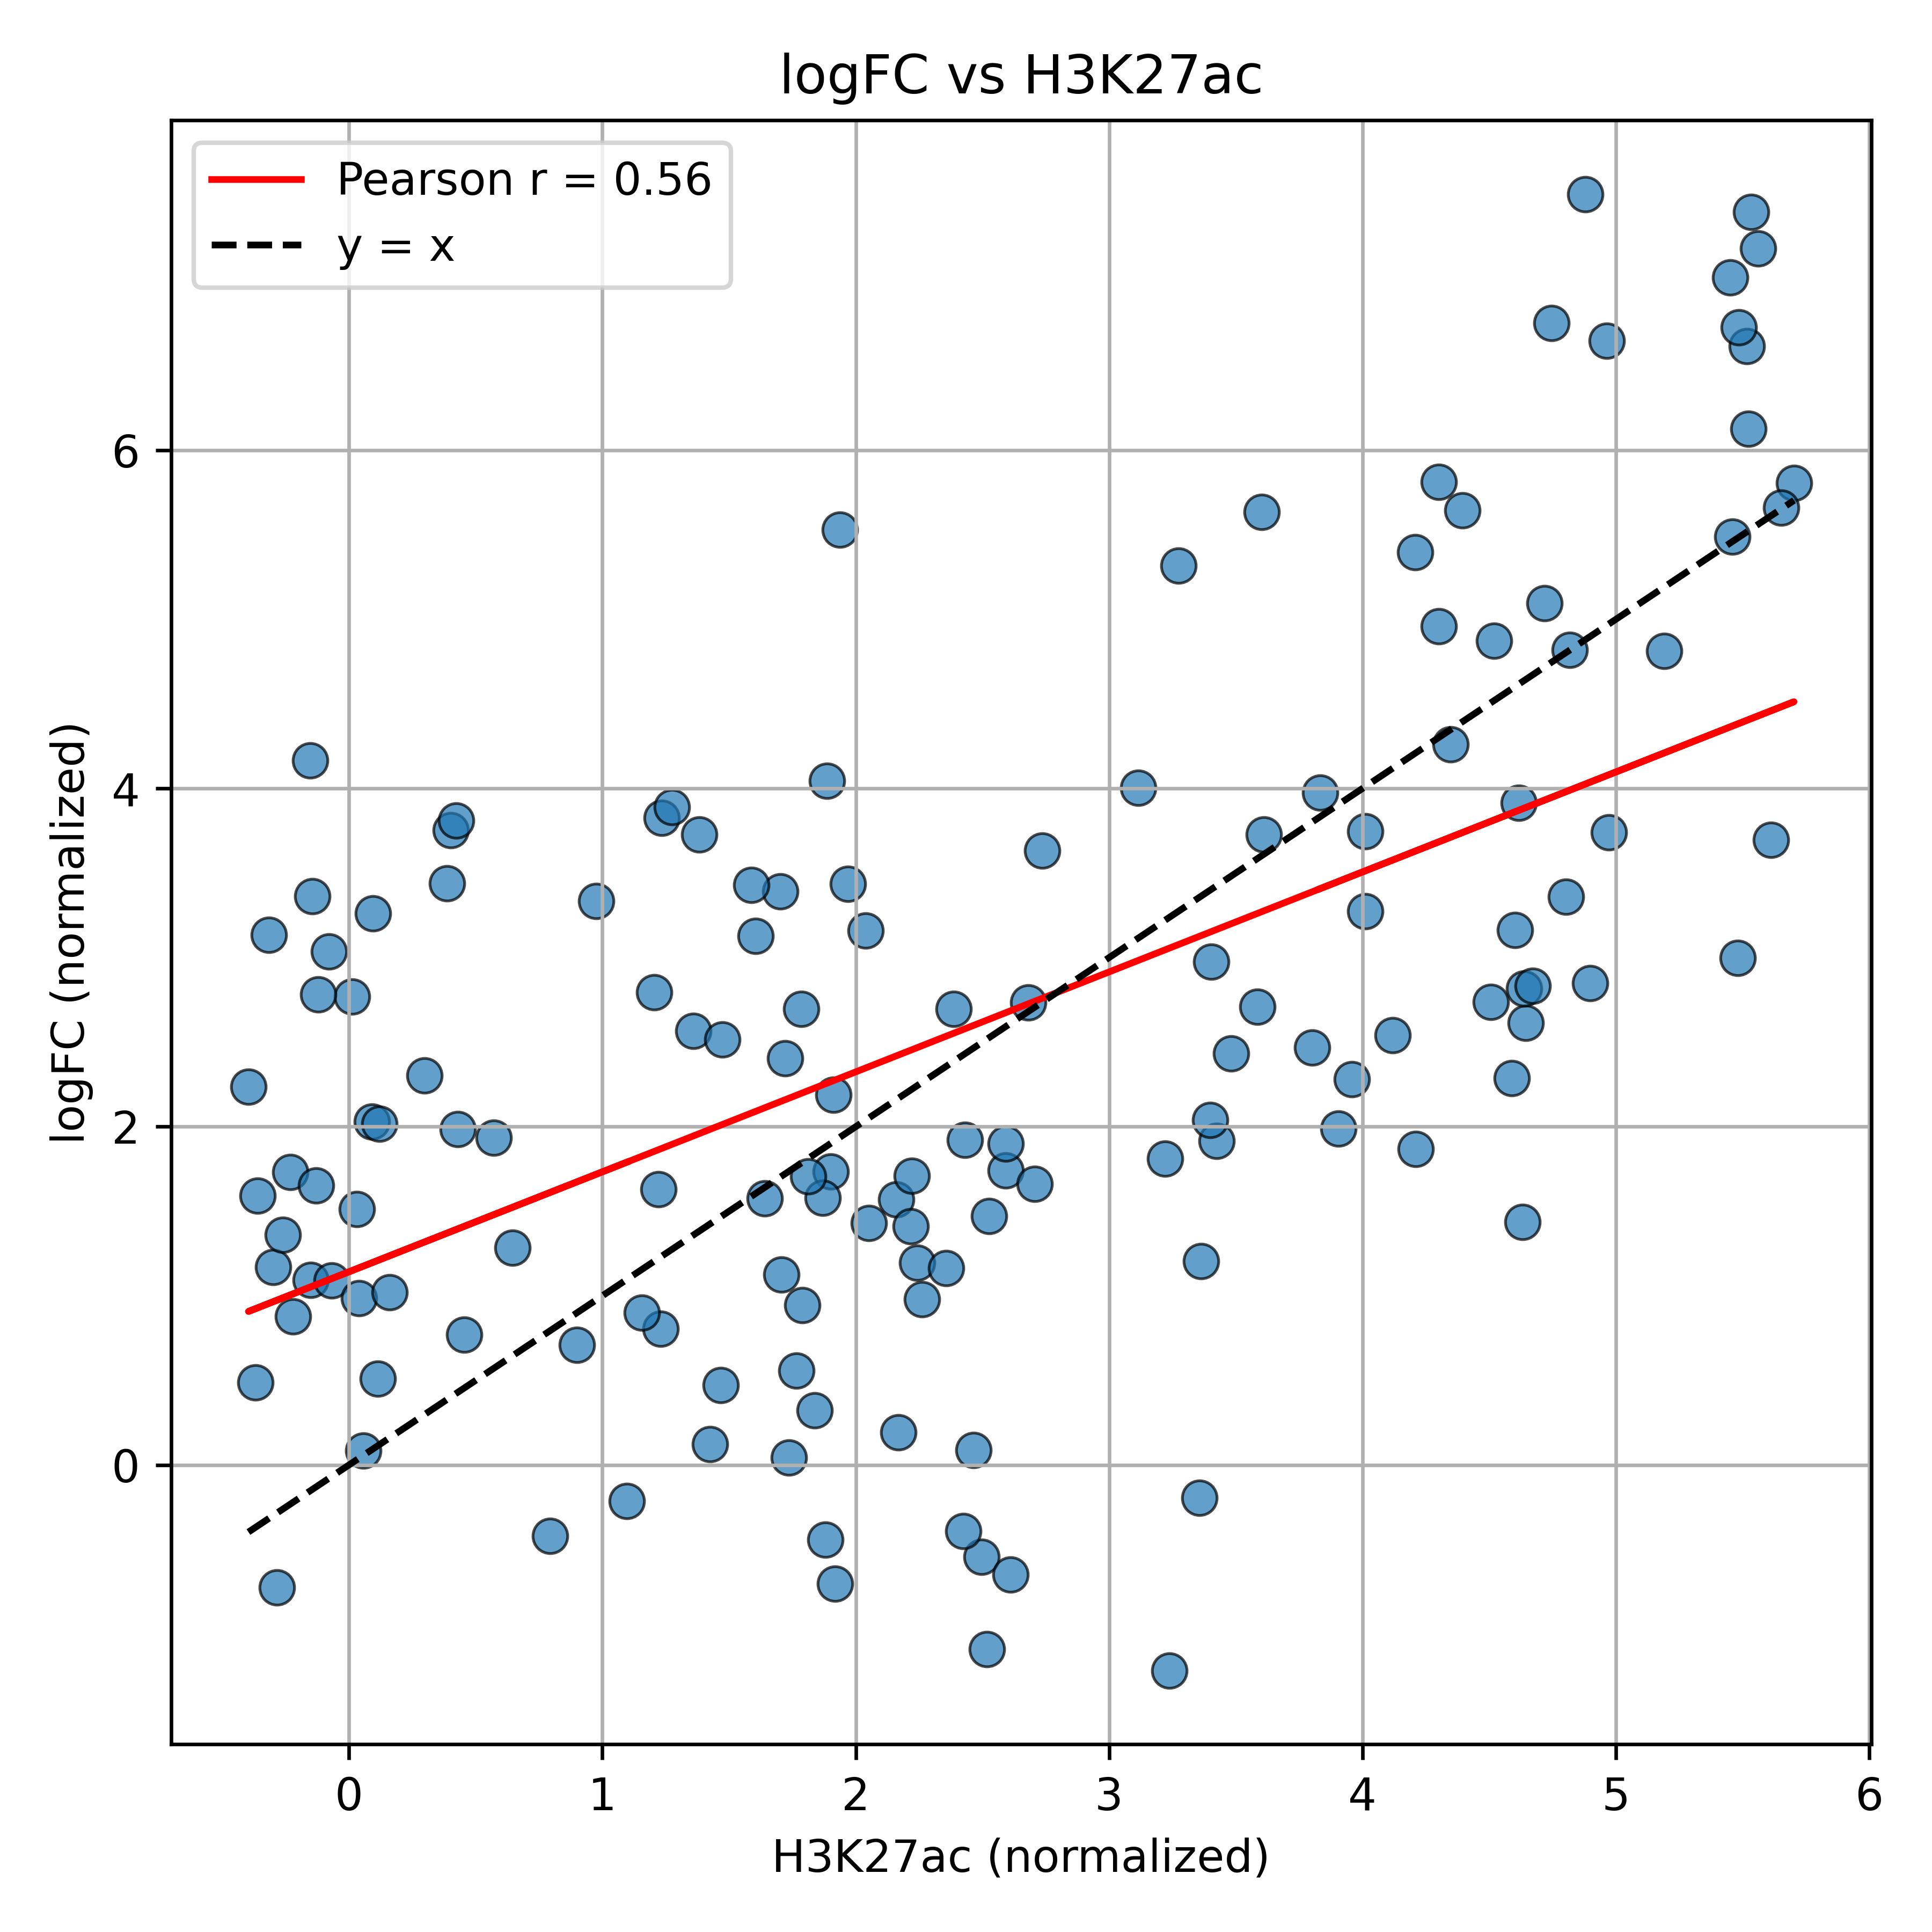 logFC vs H3K27ac
Pearson r = 0.56
y = x
logFC (normalized)
6
4
2
0
0 1 2 3 4 5 6
H3K27ac (normalized)